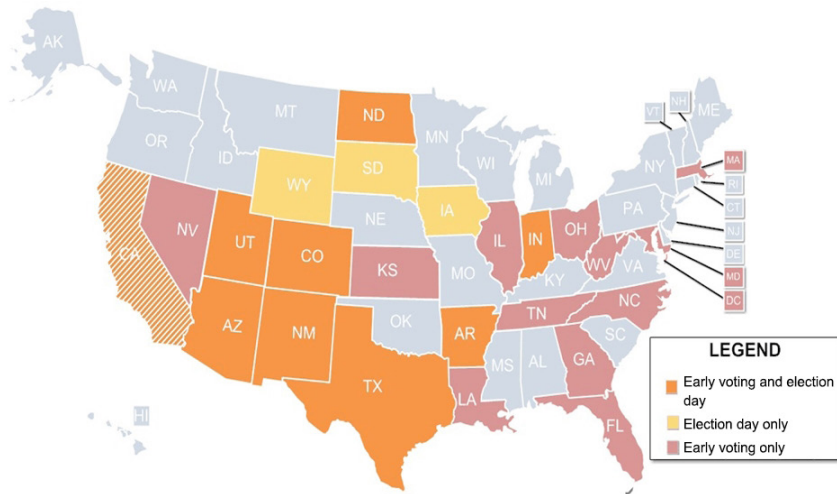 AK
WA
MT
ND
MN
VT
NH
ME
OR
ID
SD
WI
NY
MA
WY
MI
RI
IA
CT
NE
PA
NV
IL
IN
OH
NJ
UT
CO
DE
CA
KS
MO
WV
VA
MD
KY
NC
DC
TN
AZ
NM
OK
AR
SC
MS
AL
GA
TX
LA
HI
FL
LEGEND
Early voting and election
day
Election day only
Early voting only